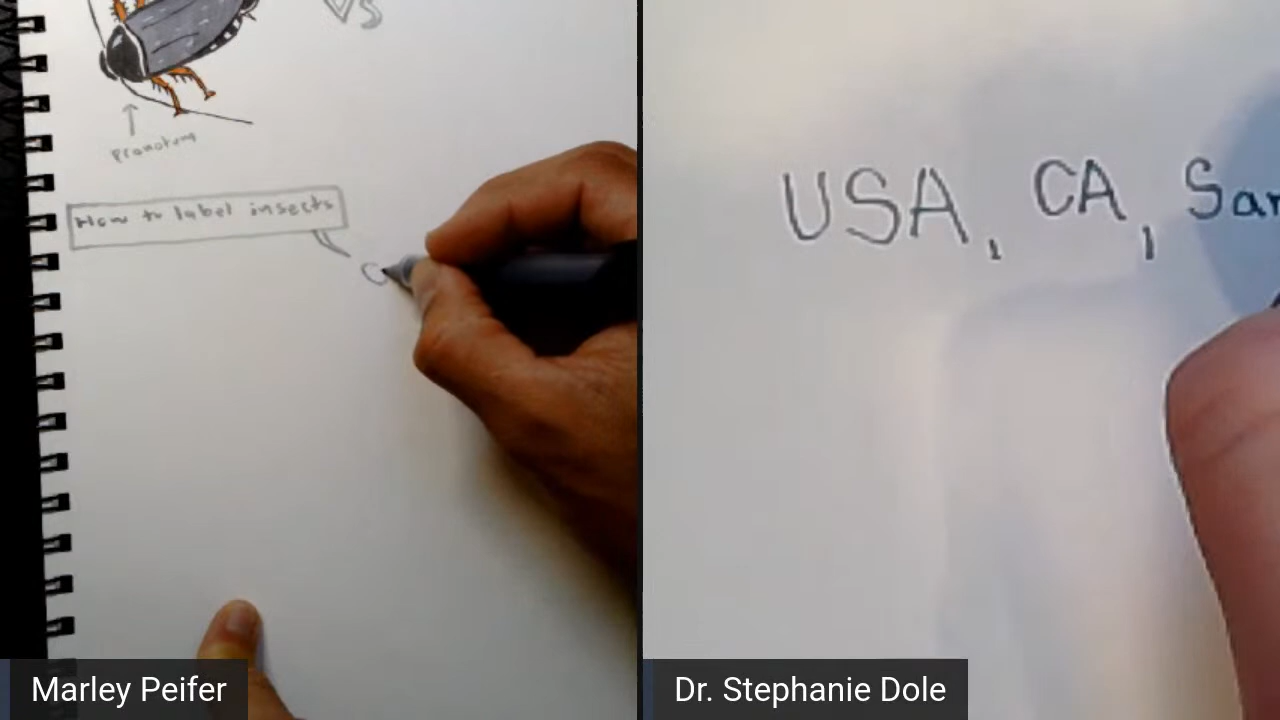 VS
Pronotum
How to label insects
C
USA, CA, San
Marley Peifer
Dr. Stephanie Dole